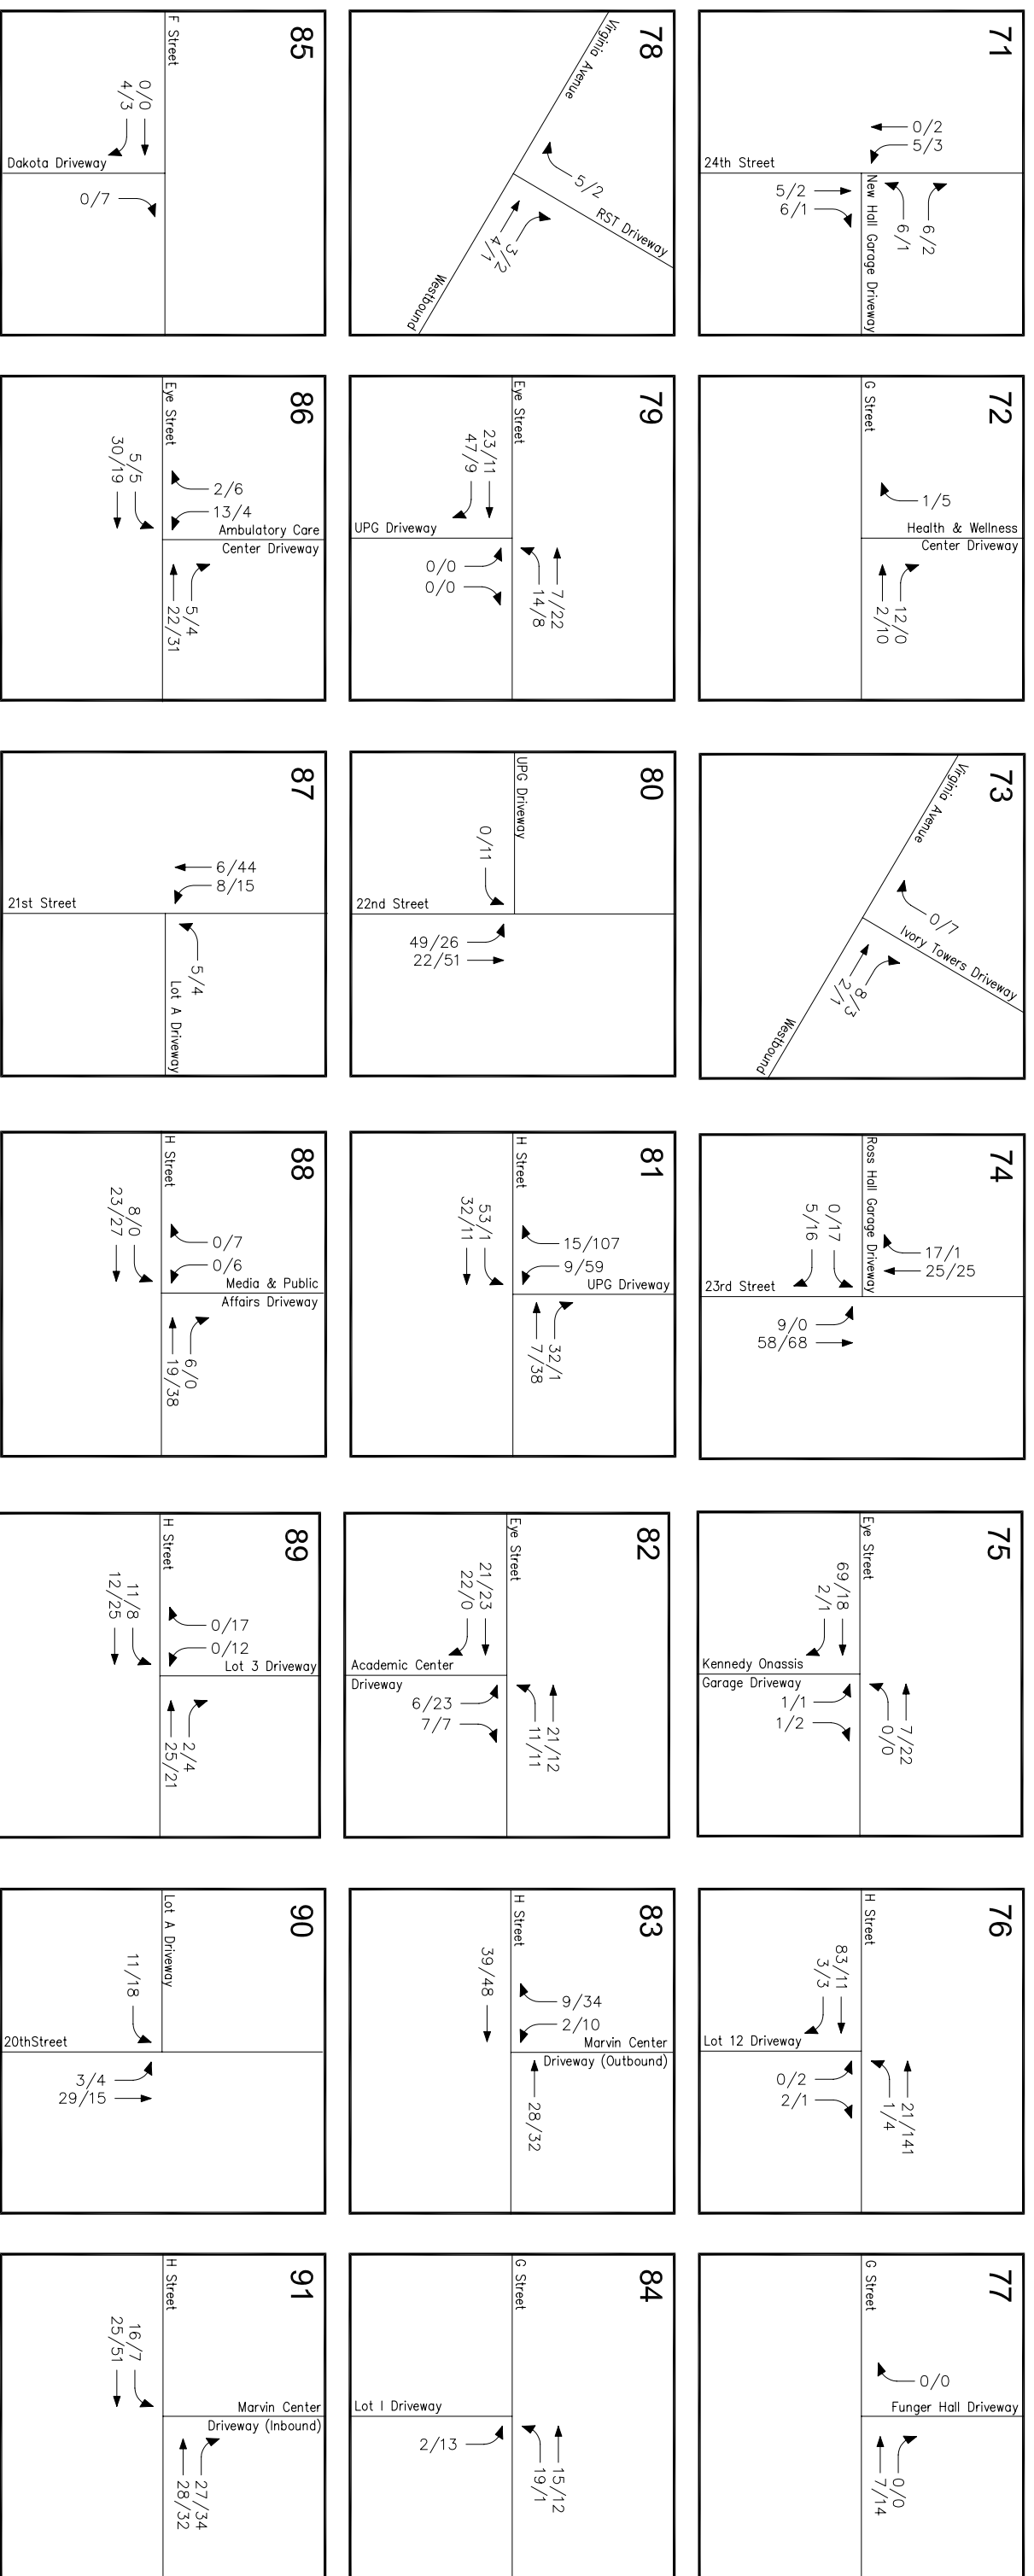 71
0/2
5/3
24th Street
5/2
6/1
New Hall Garage Driveway
6/2
6/1
72
G Street
1/5
Health & Wellness
Center Driveway
12/0
2/10
73
Virginia Avenue
0/7
Ivory Towers Driveway
8/3
2/1
Westbound
74
Ross Hall Garage Driveway
17/1
25/25
0/17
5/16
23rd Street
9/0
58/68
75
Eye Street
69/18
2/1
Kennedy Onassis
Garage Driveway
1/1
1/2
7/22
0/0
76
H Street
83/11
3/3
Lot 12 Driveway
0/2
2/1
21/141
1/4
77
G Street
0/0
Funger Hall Driveway
0/0
7/14
78
Virginia Avenue
5/2
RST Driveway
3/2
4/1
Westbound
79
Eye Street
23/11
47/9
UPG Driveway
0/0
0/0
7/22
14/8
80
UPG Driveway
0/11
22nd Street
49/26
22/51
81
H Street
15/107
9/59
UPG Driveway
53/1
32/11
32/1
7/38
82
Eye Street
21/23
22/0
Academic Center
Driveway
6/23
7/7
21/12
11/11
83
H Street
39/48
9/34
2/10
Marvin Center
Driveway (Outbound)
28/32
84
G Street
Lot I Driveway
2/13
15/12
19/1
85
F Street
0/0
4/3
Dakota Driveway
0/7
86
Eye Street
2/6
13/4
Ambulatory Care
Center Driveway
5/5
30/19
5/4
22/31
87
6/44
8/15
21st Street
5/4
Lot A Driveway
88
H Street
0/7
0/6
Media & Public
Affairs Driveway
8/0
23/27
6/0
19/38
89
H Street
0/17
0/12
Lot 3 Driveway
11/8
12/25
2/4
25/21
90
Lot A Driveway
11/18
20thStreet
3/4
29/15
91
H Street
16/7
25/51
Marvin Center
Driveway (Inbound)
27/34
28/32